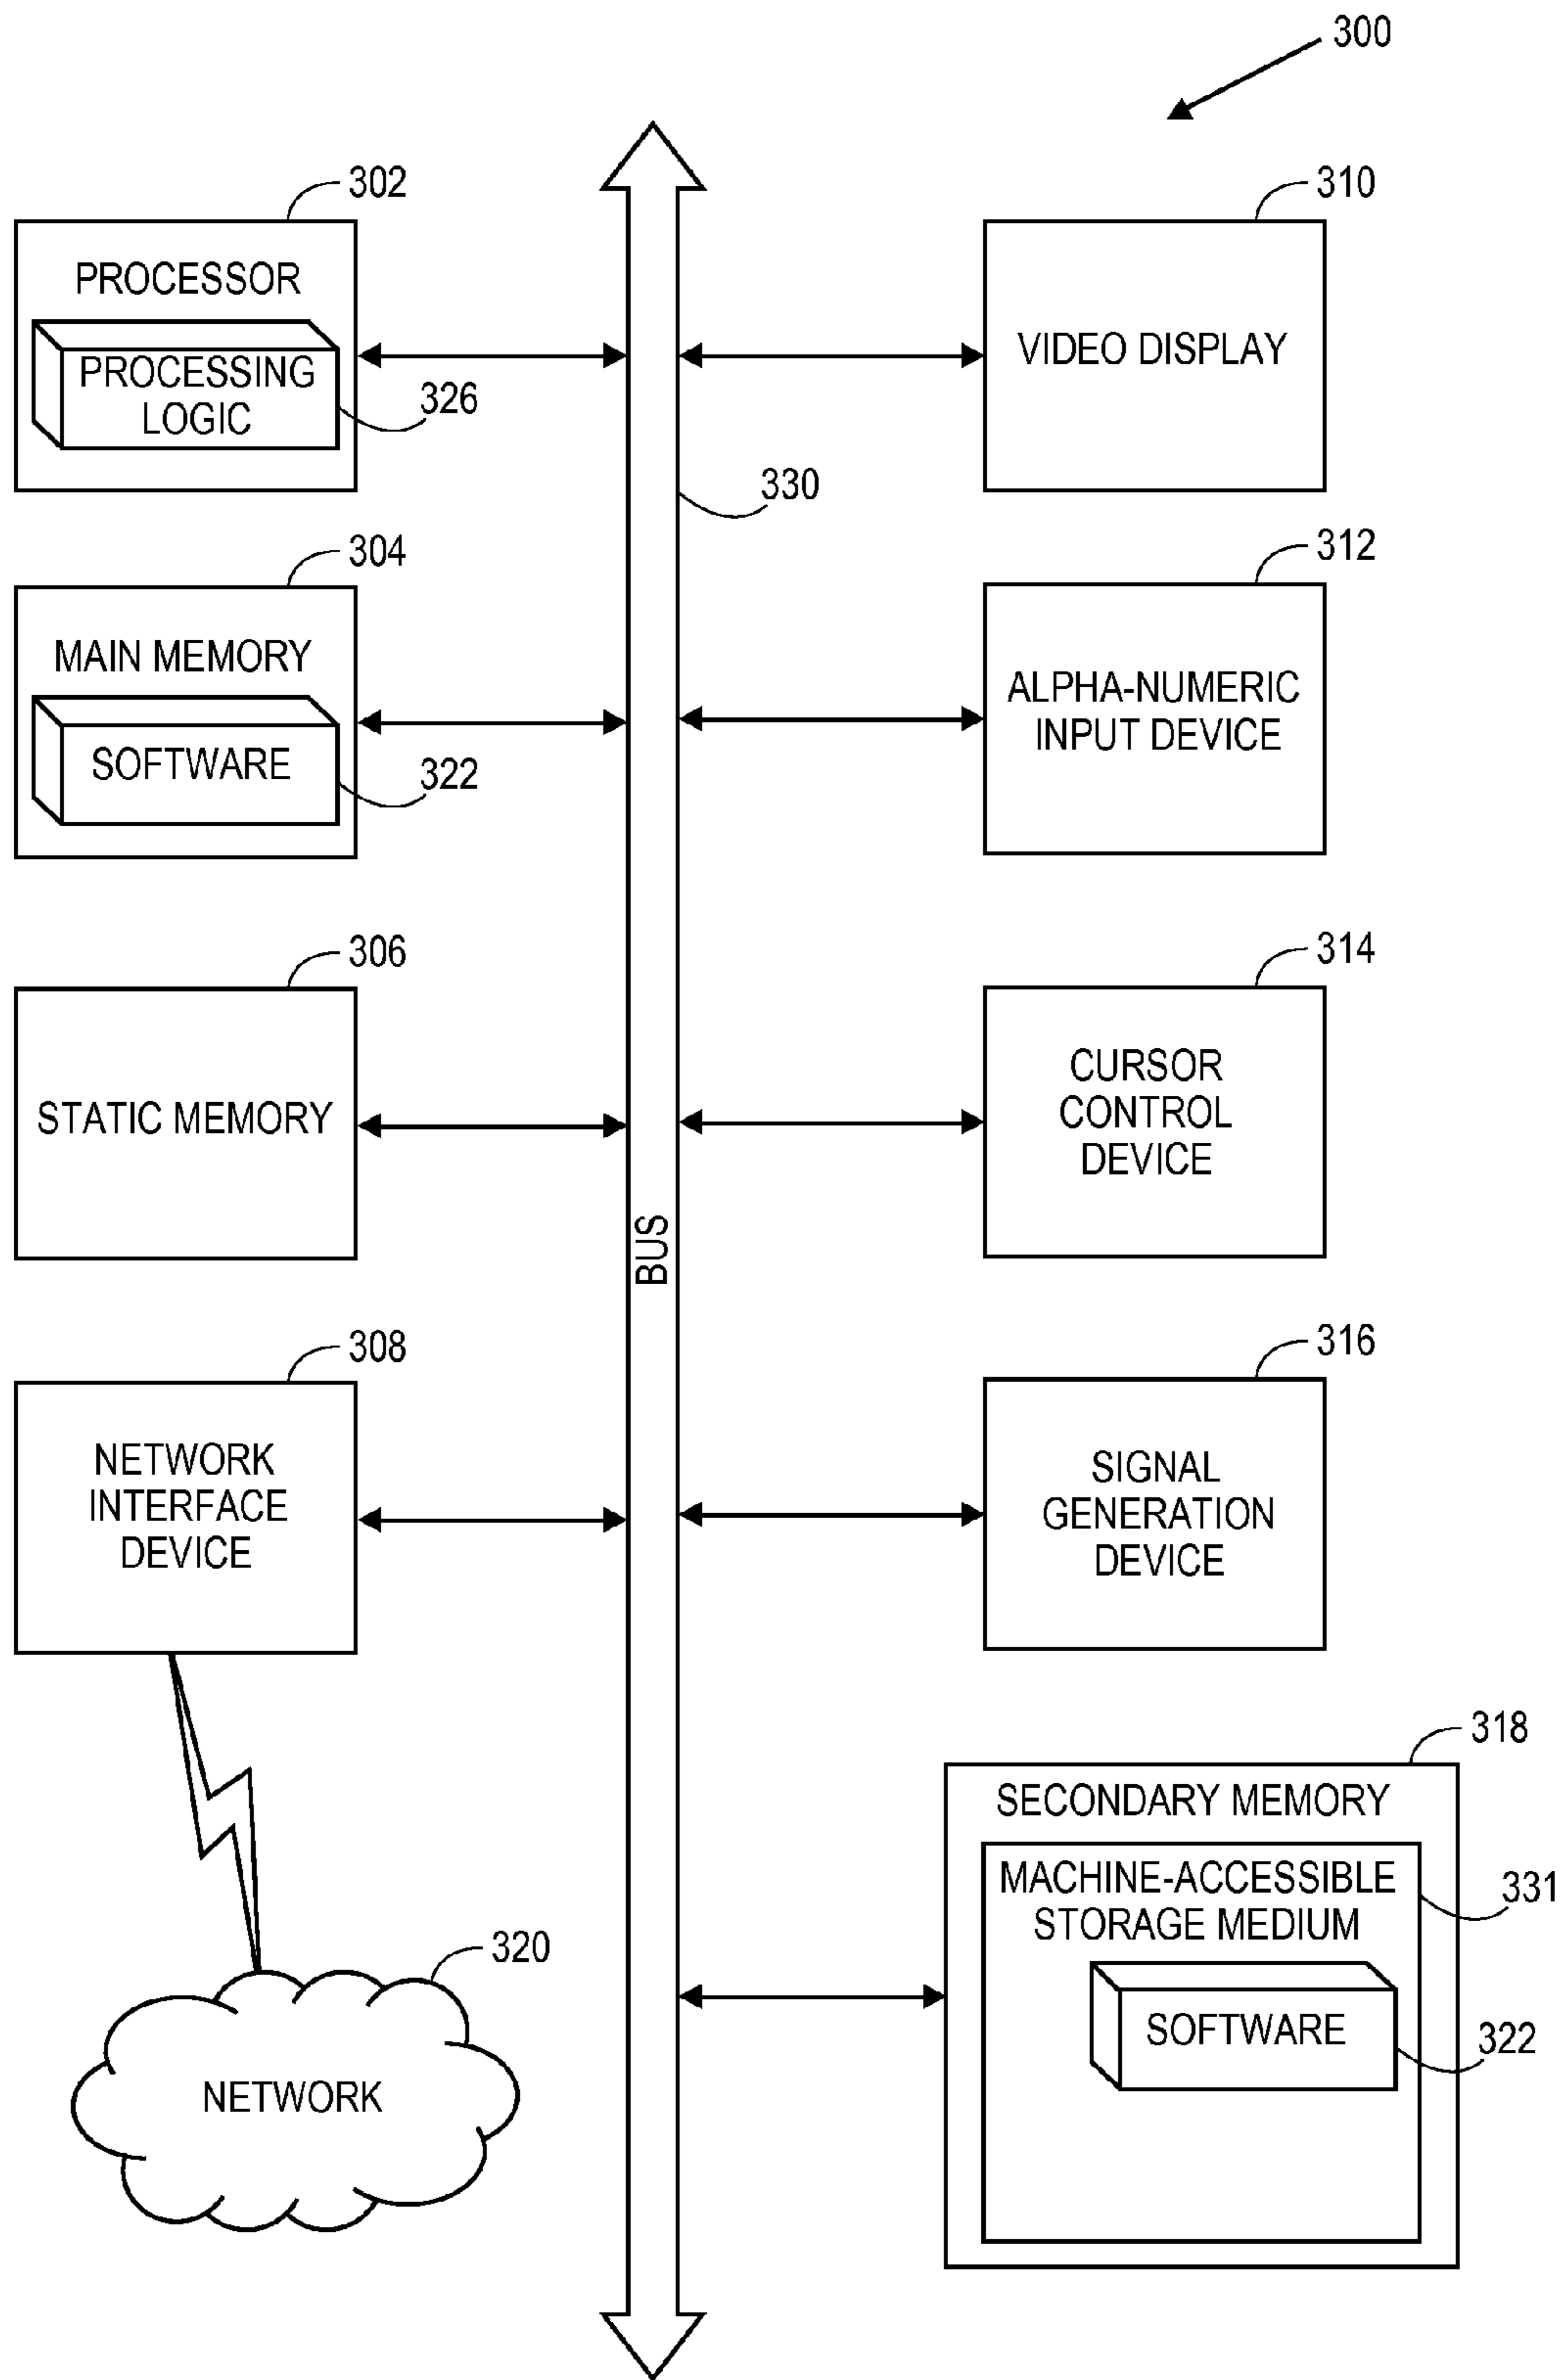 300
302
PROCESSOR
PROCESSING
LOGIC
326
310
VIDEO DISPLAY
330
304
MAIN MEMORY
SOFTWARE
322
312
ALPHA-NUMERIC
INPUT DEVICE
306
STATIC MEMORY
314
CURSOR
CONTROL
DEVICE
BUS
308
NETWORK
INTERFACE
DEVICE
316
SIGNAL
GENERATION
DEVICE
318
SECONDARY MEMORY
MACHINE-ACCESSIBLE
STORAGE MEDIUM
331
SOFTWARE
322
320
NETWORK